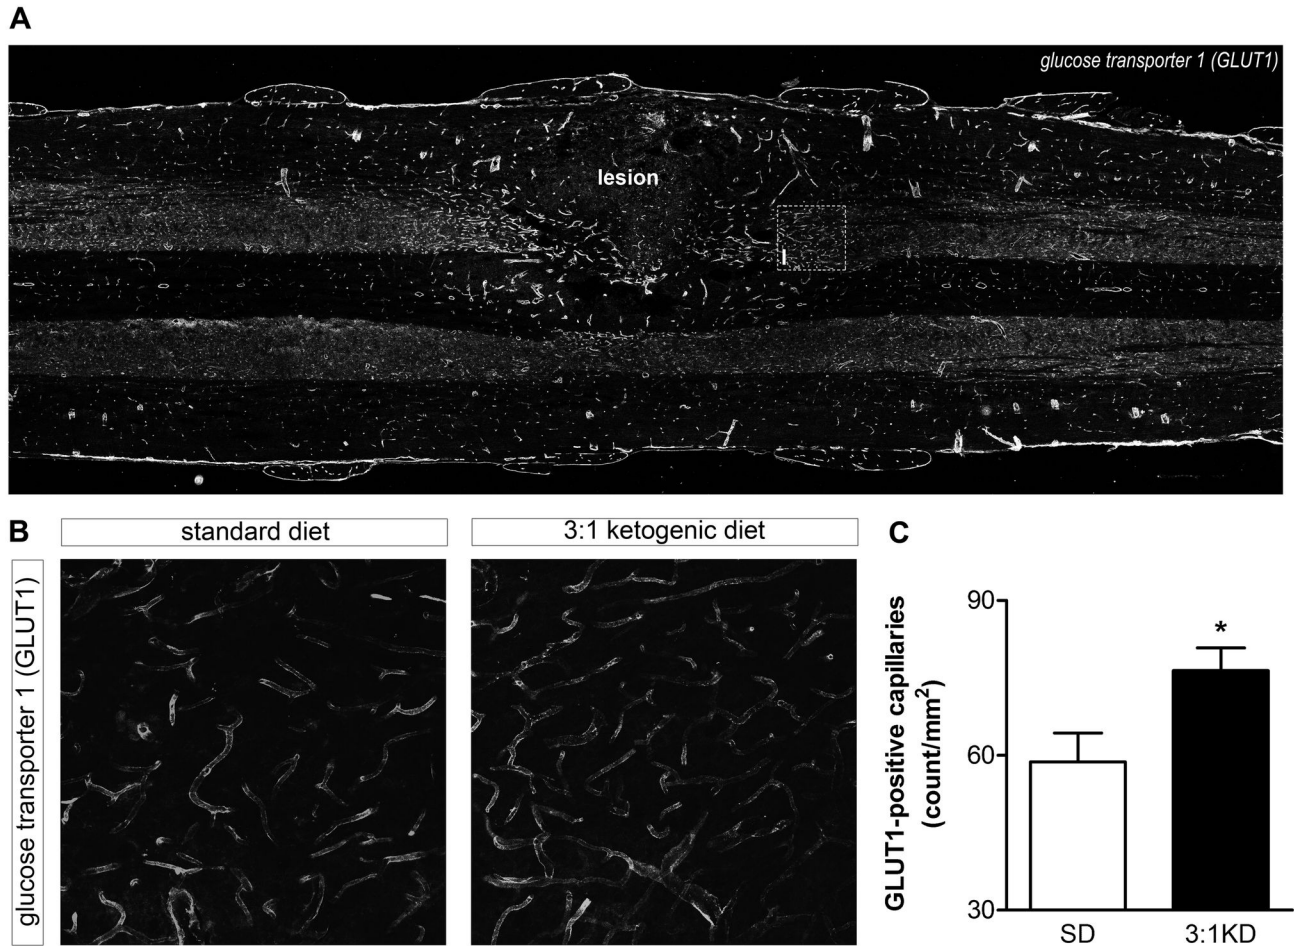 A
glucose transporter 1 (GLUT1)
lesion
B
standard diet
3:1 ketogenic diet
glucose transporter 1 (GLUT1)
C
GLUT1-positive capillaries
(count/mm²)
90
60
30
*
SD
3:1KD